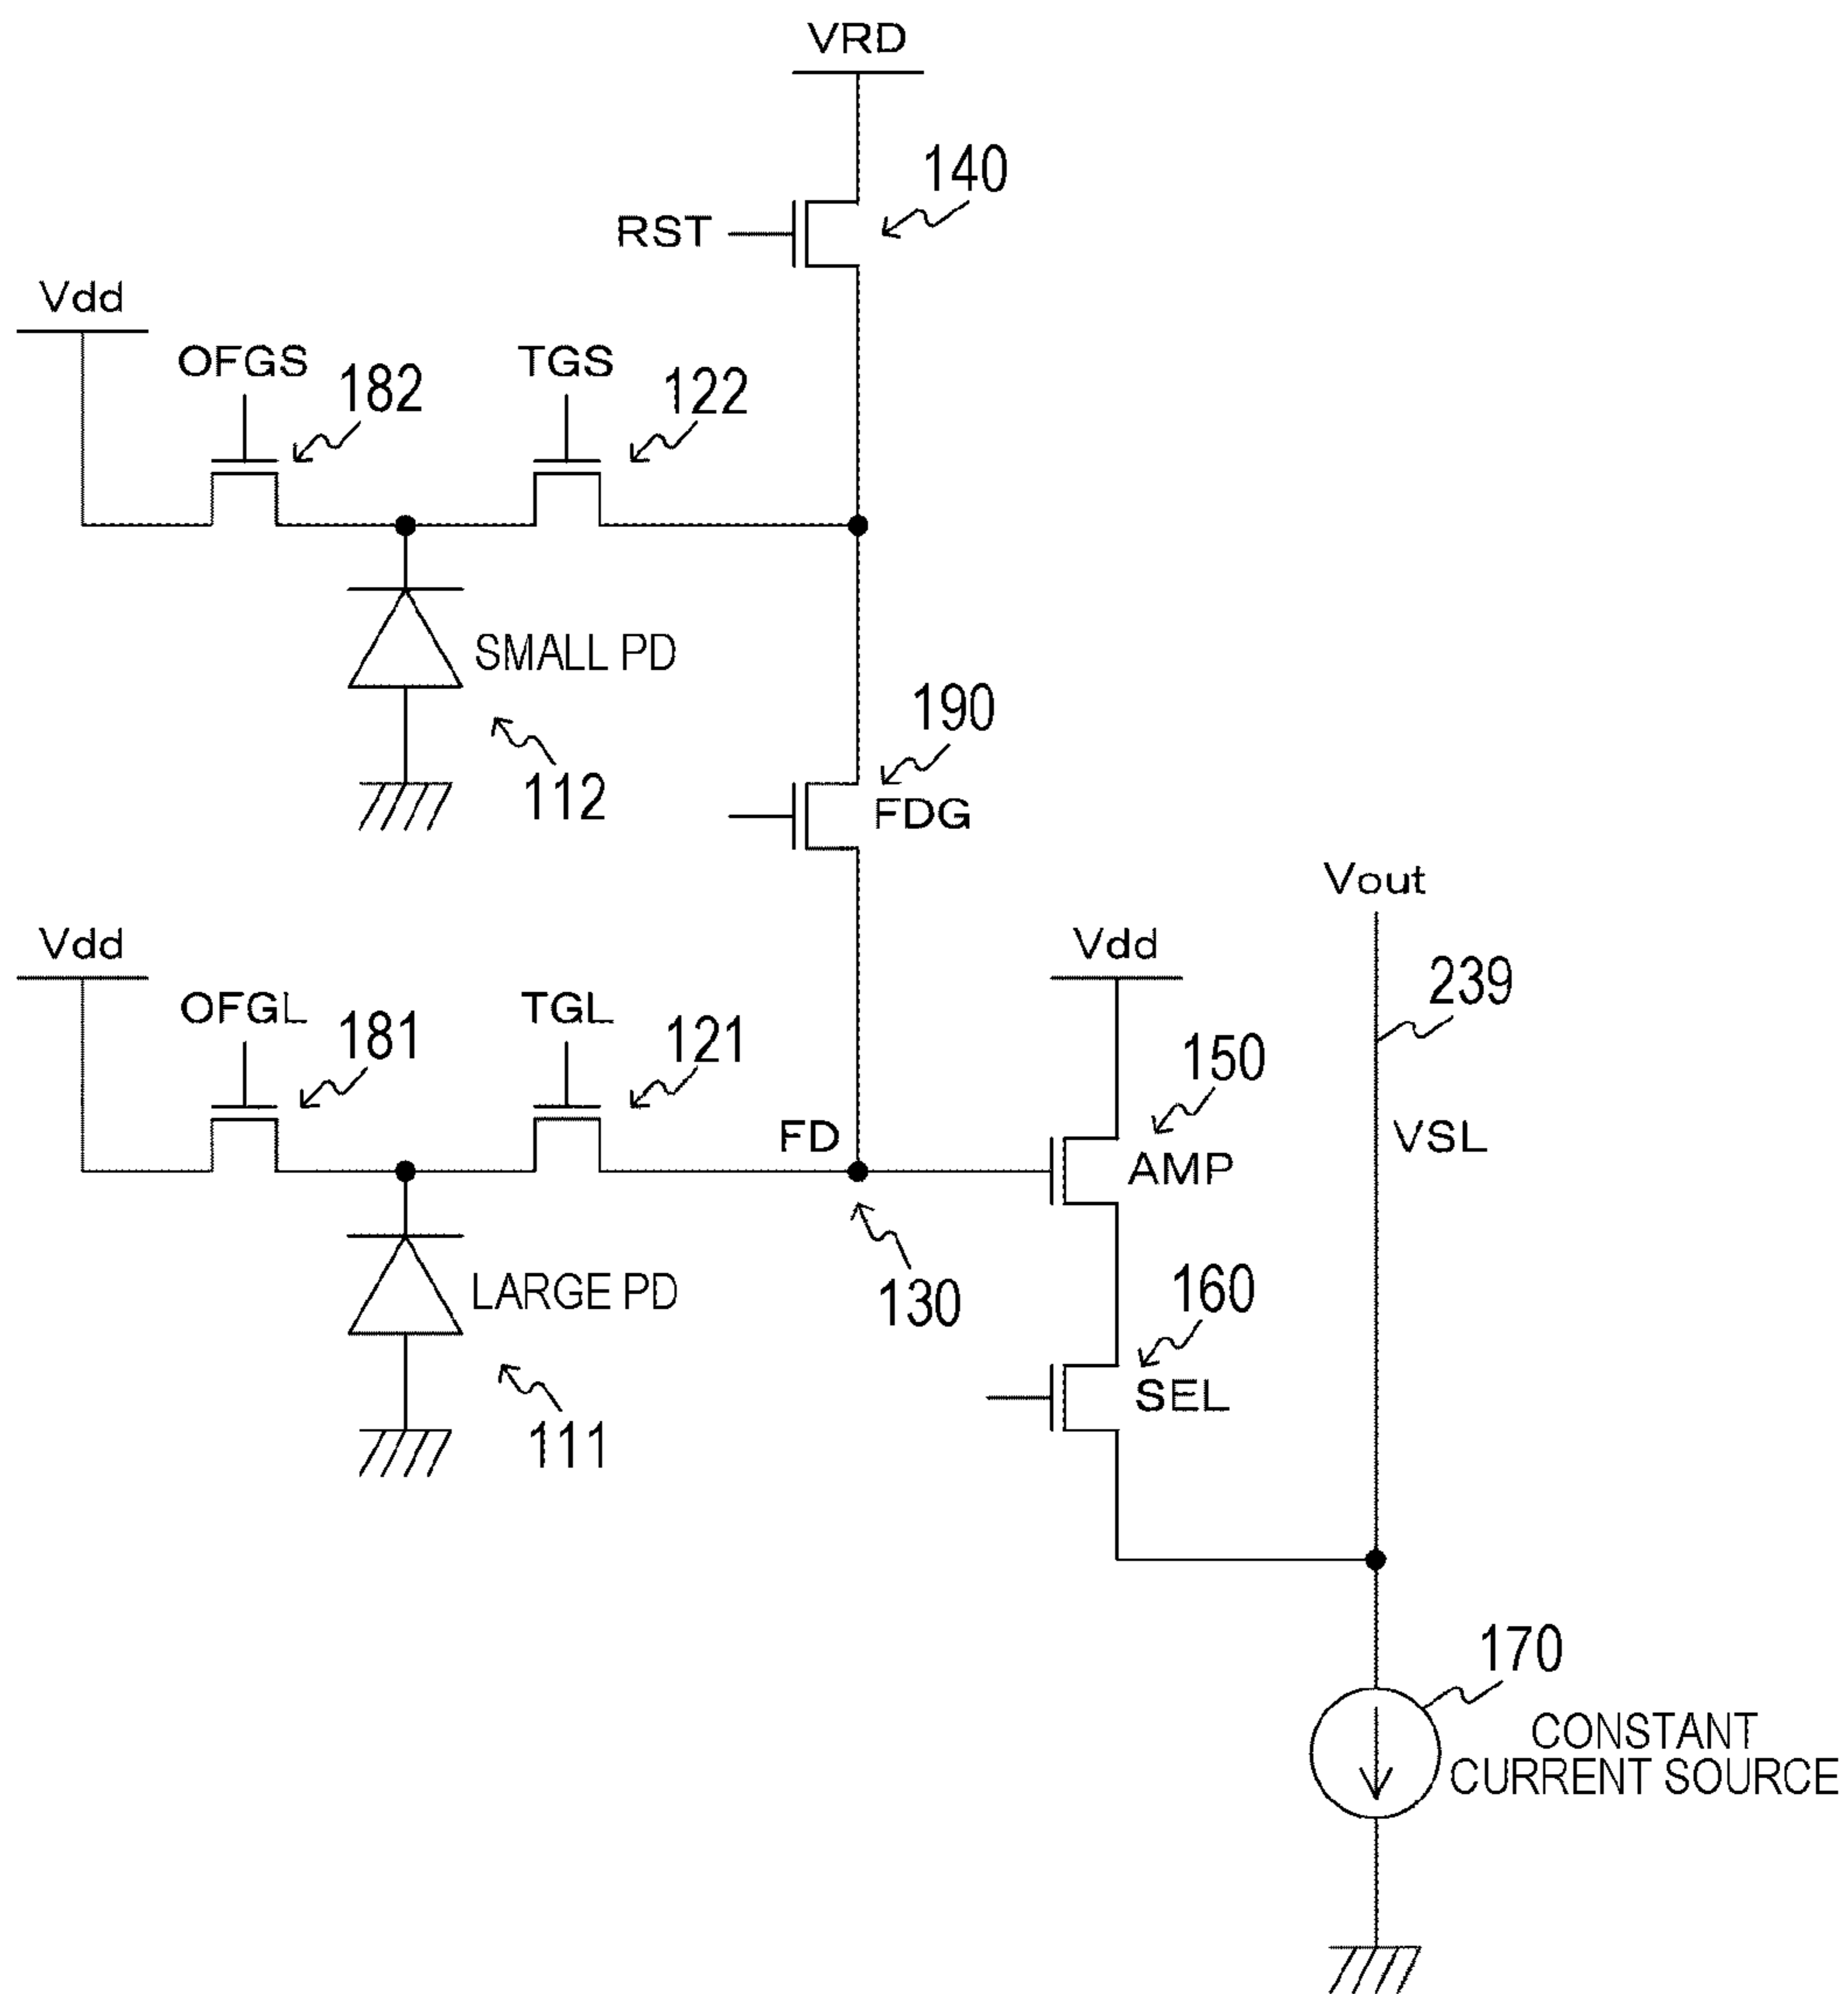 VRD
140
RST
Vdd
OFGS
182
TGS
122
SMALL PD
112
190
FDG
Vout
Vdd
OFGL
181
TGL
121
Vdd
239
150
FD
AMP
VSL
LARGE PD
111
130
160
SEL
170
CONSTANT
CURRENT SOURCE